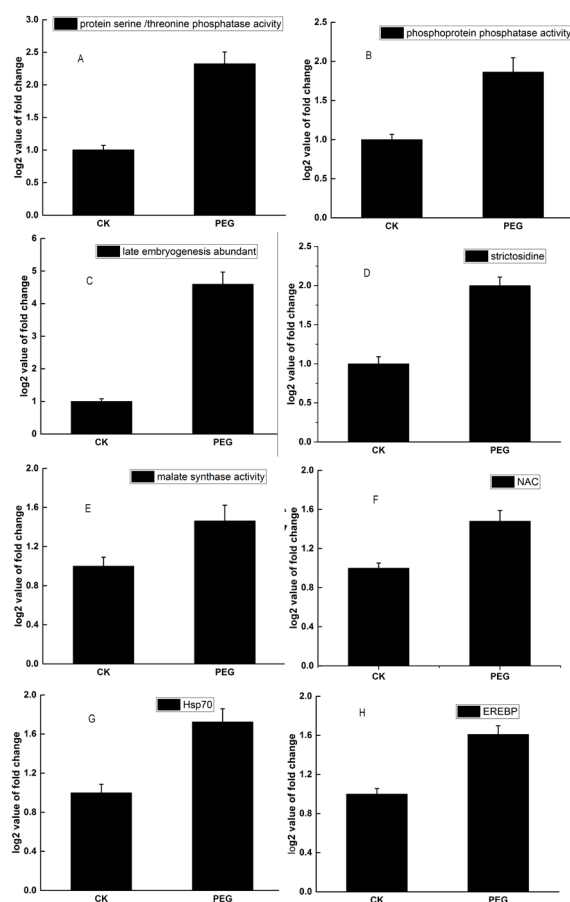 protein serine /threonine phosphatase acivity
A
log2 value of fold change
3.0
2.5
2.0
1.5
1.0
0.5
0.0
CK PEG
phosphoprotein phosphatase activity
B
log2 value of fold change
2.5
2.0
1.5
1.0
0.5
0.0
CK PEG
late embryogenesis abundant
C
log2 value of fold change
6
5
4
3
2
1
0
CK PEG
strictosidine
D
log2 value of fold change
2.5
2.0
1.5
1.0
0.5
0.0
CK PEG
malate synthase activity
E
log2 value of fold change
2.0
1.6
1.2
0.8
0.4
0.0
CK PEG
NAC
F
log2 value of fold change
2.0
1.6
1.2
0.8
0.4
0.0
CK PEG
Hsp70
G
log2 value of fold change
2.0
1.6
1.2
0.8
0.4
0.0
CK PEG
EREBP
H
log2 value of fold change
2.0
1.6
1.2
0.8
0.4
0.0
CK PEG